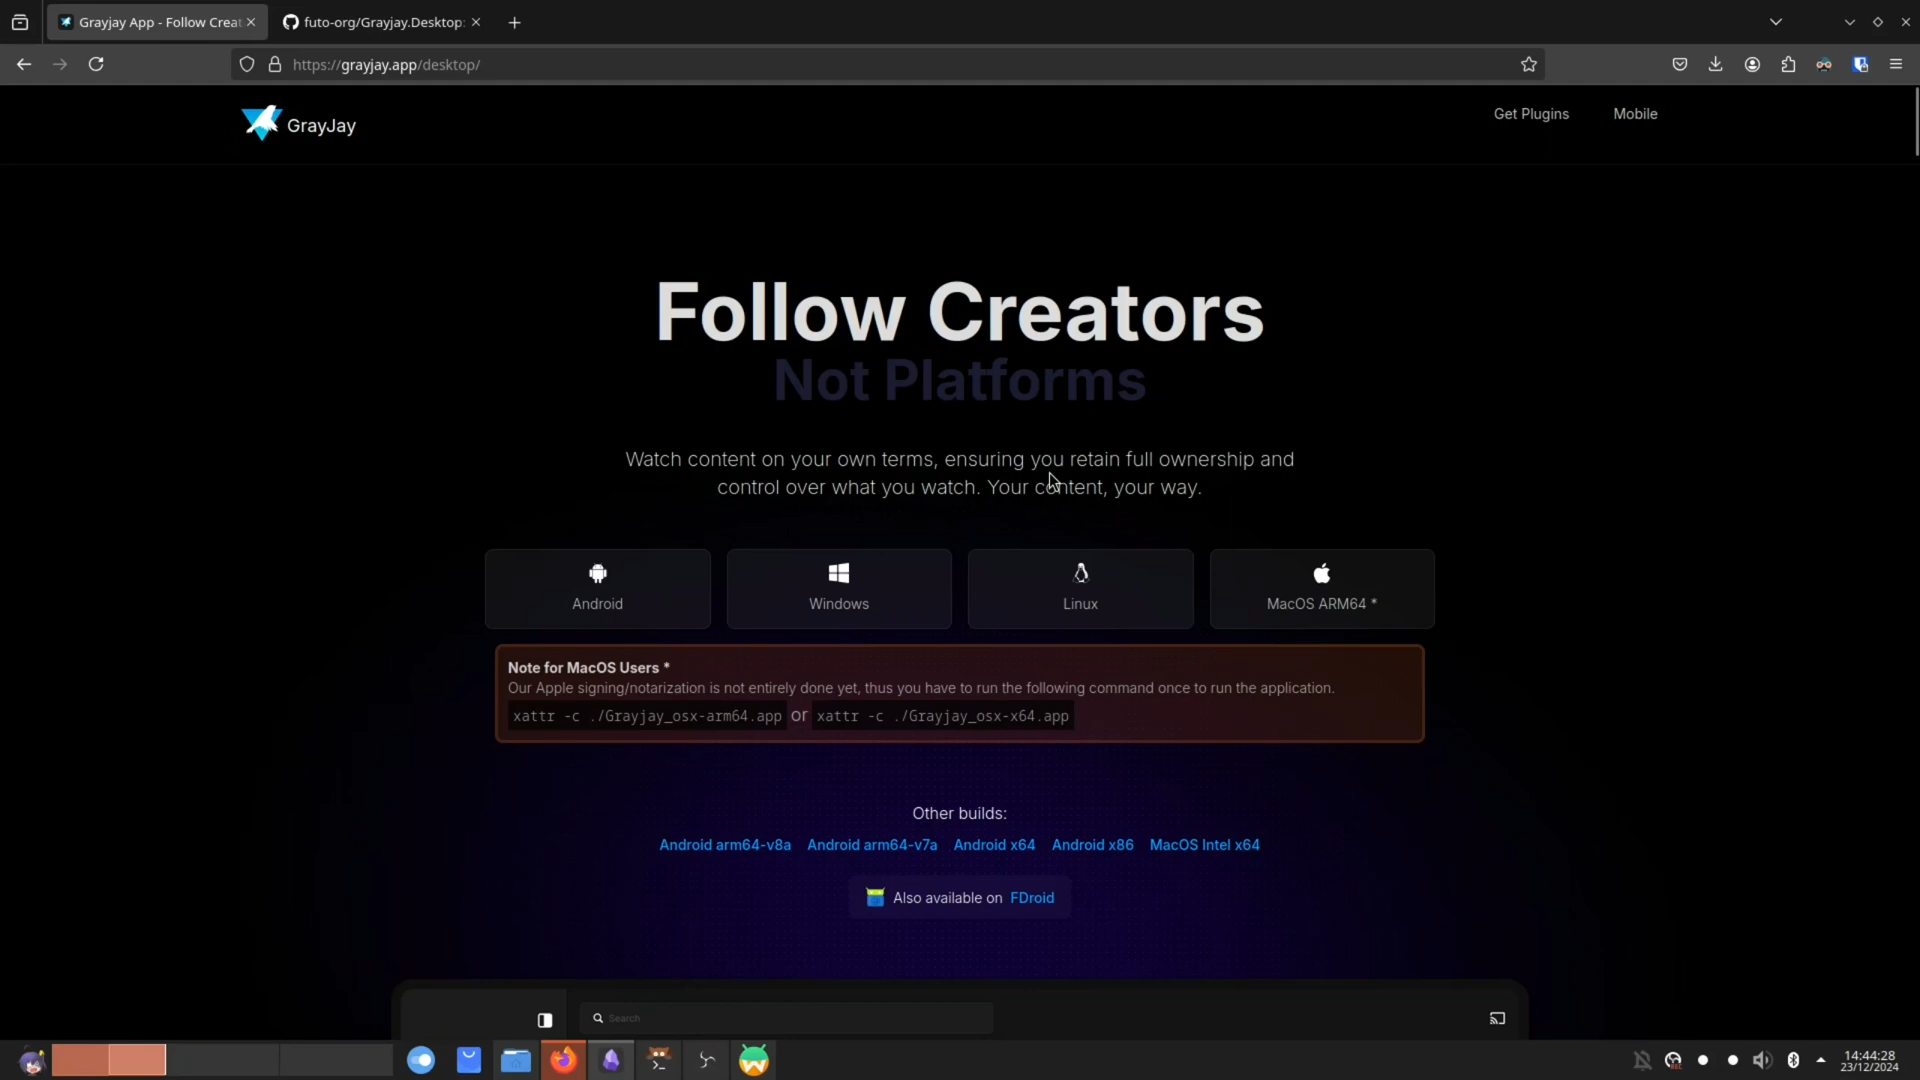 Grayjay App - Follow Creat
futo-org/Grayjay.Desktop:
https://grayjay.app/desktop/
GrayJay
Get Plugins
Mobile
Follow Creators
Not Platforms
Watch content on your own terms, ensuring you retain full ownership and
control over what you watch. Your content, your way.
Android
Windows
Linux
MacOS ARM64 *
Note for MacOS Users *
Our Apple signing/notarization is not entirely done yet, thus you have to run the following command once to run the application.
xattr -c ./Grayjay_osx-arm64.app or xattr -c ./Grayjay_osx-x64.app
Other builds:
Android arm64-v8a Android arm64-v7a Android x64 Android x86 MacOS Intel x64
Also available on FDroid
Search
14:44:28
23/12/2024